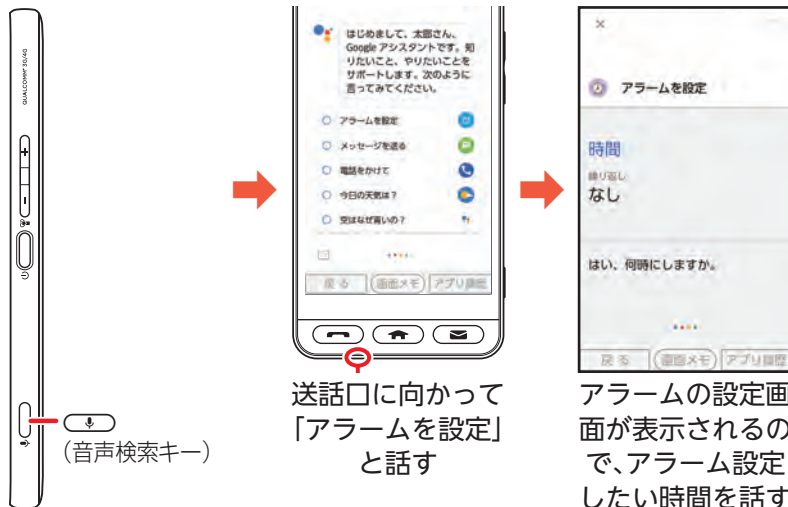 QUALCOMM 3G/4G
(音声検索キー)
はじめまして、太郎さん、
Google アシスタントです。知
りたいこと、やりたいことを
サポートします。次のように
言ってみてください。
アラームを設定
メッセージを送る
電話をかけて
今日の天気は?
空はなぜ青いの?
戻る
画面メモ
アプリ履歴
送話口に向かって
「アラームを設定」
と話す
アラームを設定
時間
繰り返し
なし
はい、何時にしますか。
戻る
画面メモ
アプリ履歴
アラームの設定画
面が表示されるの
で、アラーム設定
したい時間を話す